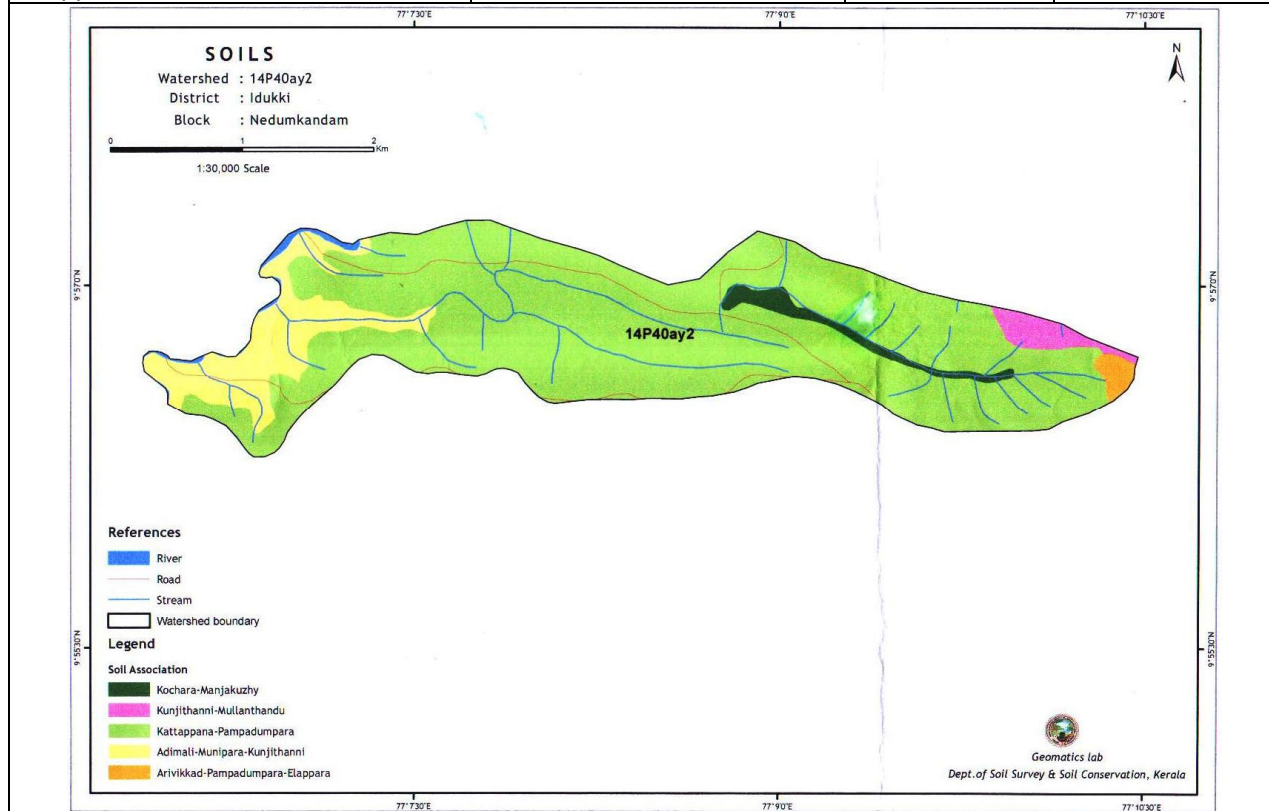 77°7'30"E
77°9'0"E
77°10'30"E
SOILS
Watershed : 14P40ay2
District : Idukki
Block : Nedumkandam
0 1 2
Km
1:30,000 Scale
N
9°57'0"N
9°57'0"N
14P40ay2
References
River
Road
Stream
Watershed boundary
Legend
Soil Association
Kochara-Manjakuzhy
Kunjithanni-Mullanthandu
Kattappana-Pampadumpara
Adimali-Munipara-Kunjithanni
Arivikkad-Pampadumpara-Elappara
9°55'30"N
9°55'30"N
Geomatics lab
Dept.of Soil Survey & Soil Conservation, Kerala
77°7'30"E
77°9'0"E
77°10'30"E